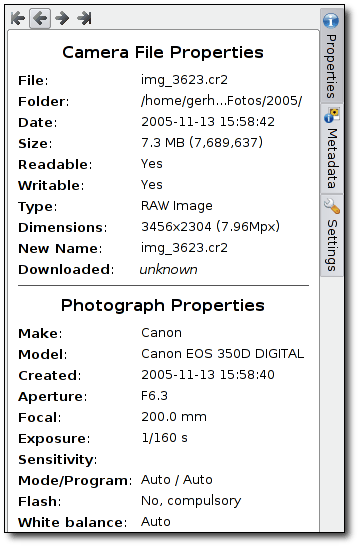 Camera File Properties
File: img_3623.cr2
Folder: /home/gerh...Fotos/2005/
Date: 2005-11-13 15:58:42
Size: 7.3 MB (7,689,637)
Readable: Yes
Writable: Yes
Type: RAW Image
Dimensions: 3456x2304 (7.96Mpx)
New Name: img_3623.cr2
Downloaded: unknown
Photograph Properties
Make: Canon
Model: Canon EOS 350D DIGITAL
Created: 2005-11-13 15:58:40
Aperture: F6.3
Focal: 200.0 mm
Exposure: 1/160 s
Sensitivity:
Mode/Program: Auto / Auto
Flash: No, compulsory
White balance: Auto
Properties
Metadata
Settings